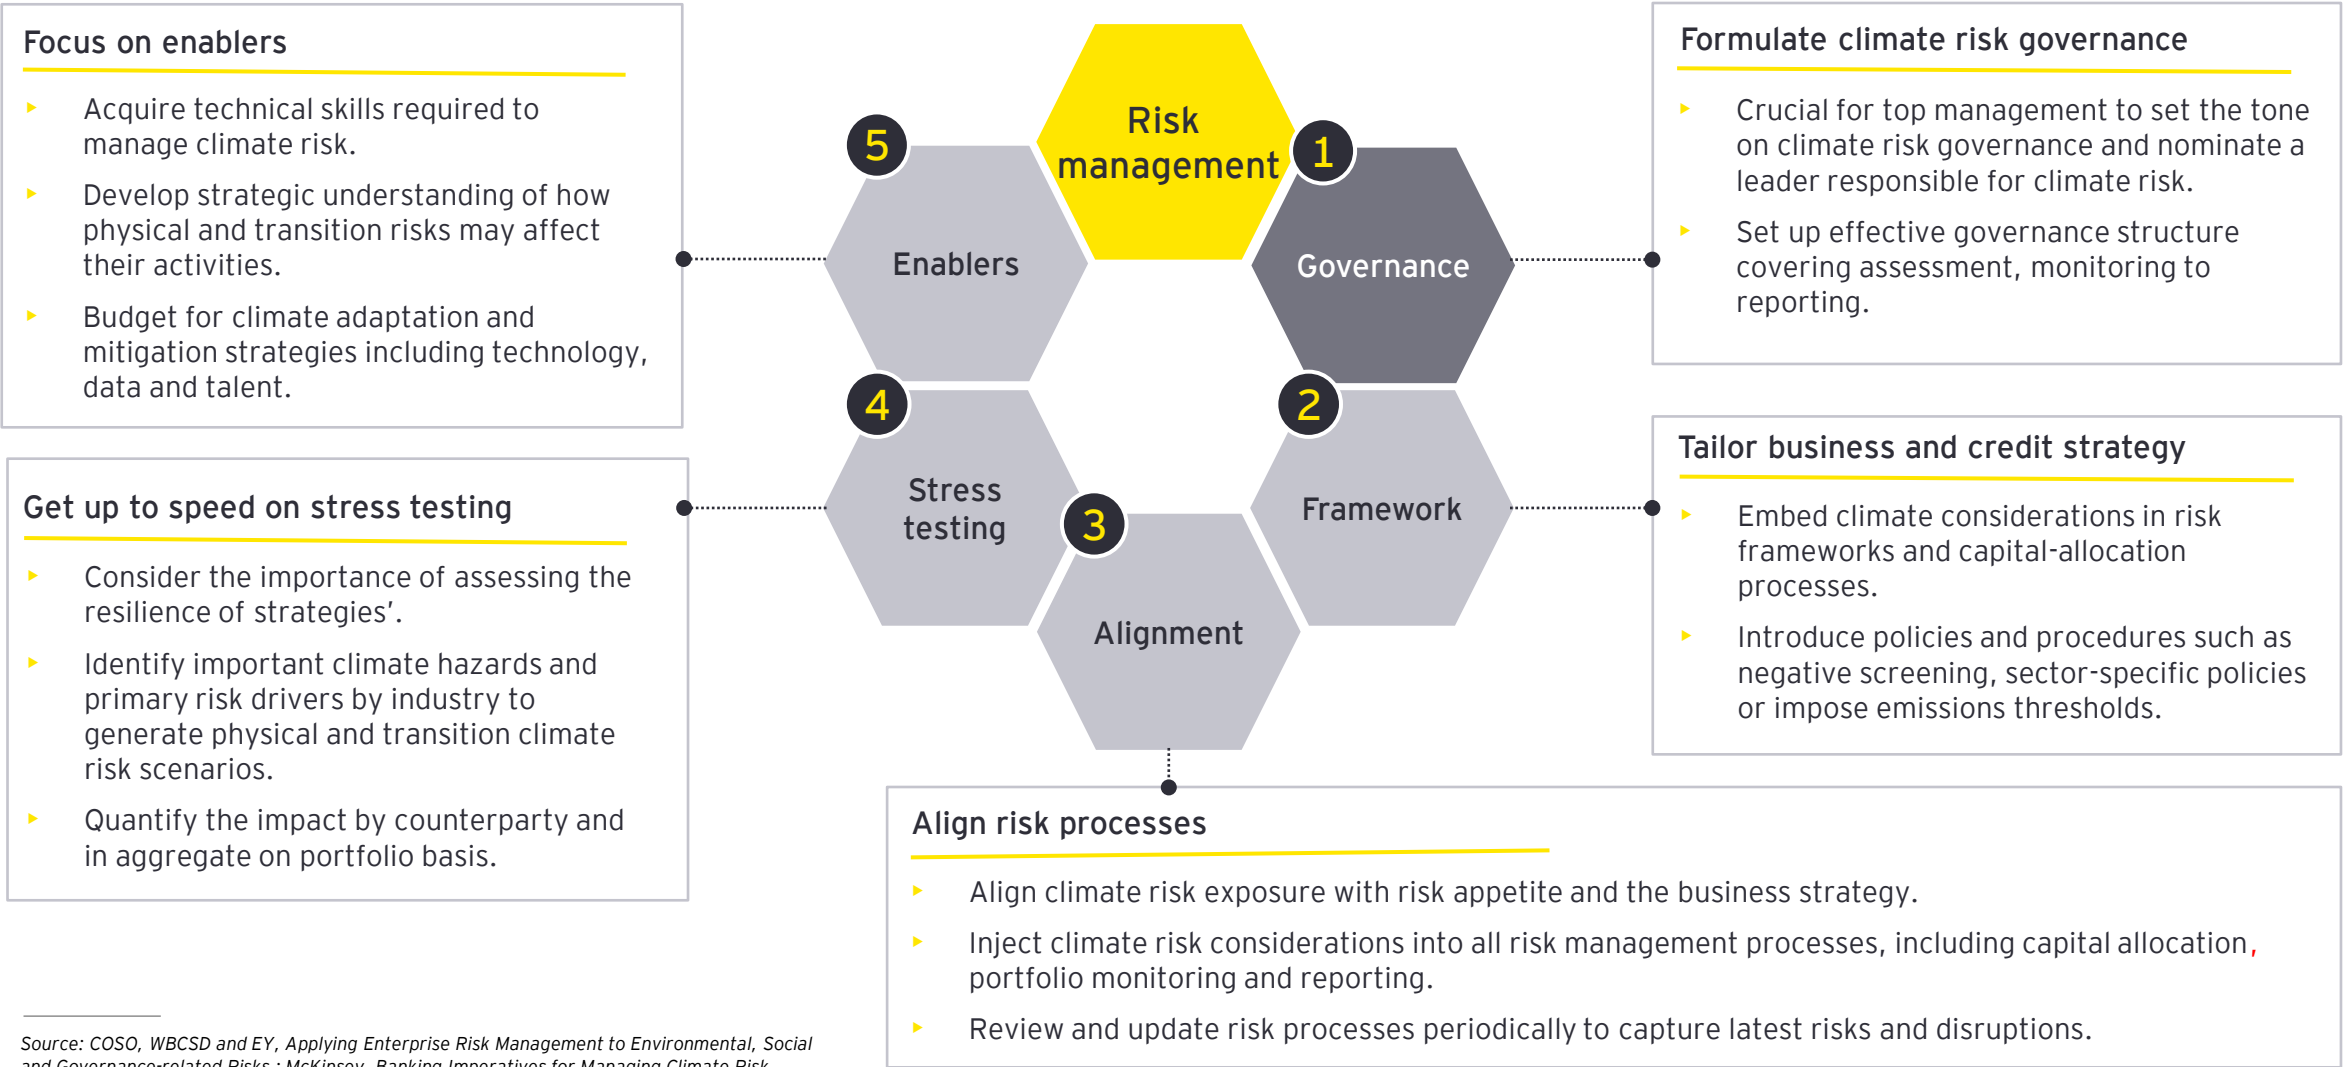 Risk
management
1
Governance
Formulate climate risk governance
Crucial for top management to set the tone
on climate risk governance and nominate a
leader responsible for climate risk.
Set up effective governance structure
covering assessment, monitoring to
reporting.
2
Framework
Tailor business and credit strategy
Embed climate considerations in risk
frameworks and capital-allocation
processes.
Introduce policies and procedures such as
negative screening, sector-specific policies
or impose emissions thresholds.
3
Alignment
Align risk processes
Align climate risk exposure with risk appetite and the business strategy.
Inject climate risk considerations into all risk management processes, including capital allocation,
portfolio monitoring and reporting.
Review and update risk processes periodically to capture latest risks and disruptions.
4
Stress
testing
Get up to speed on stress testing
Consider the importance of assessing the
resilience of strategies’.
Identify important climate hazards and
primary risk drivers by industry to
generate physical and transition climate
risk scenarios.
Quantify the impact by counterparty and
in aggregate on portfolio basis.
5
Enablers
Focus on enablers
Acquire technical skills required to
manage climate risk.
Develop strategic understanding of how
physical and transition risks may affect
their activities.
Budget for climate adaptation and
mitigation strategies including technology,
data and talent.
Source: COSO, WBCSD and EY, Applying Enterprise Risk Management to Environmental, Social
and Governance-related Risks.; McKinsey, Banking Imperatives for Managing Climate Risk